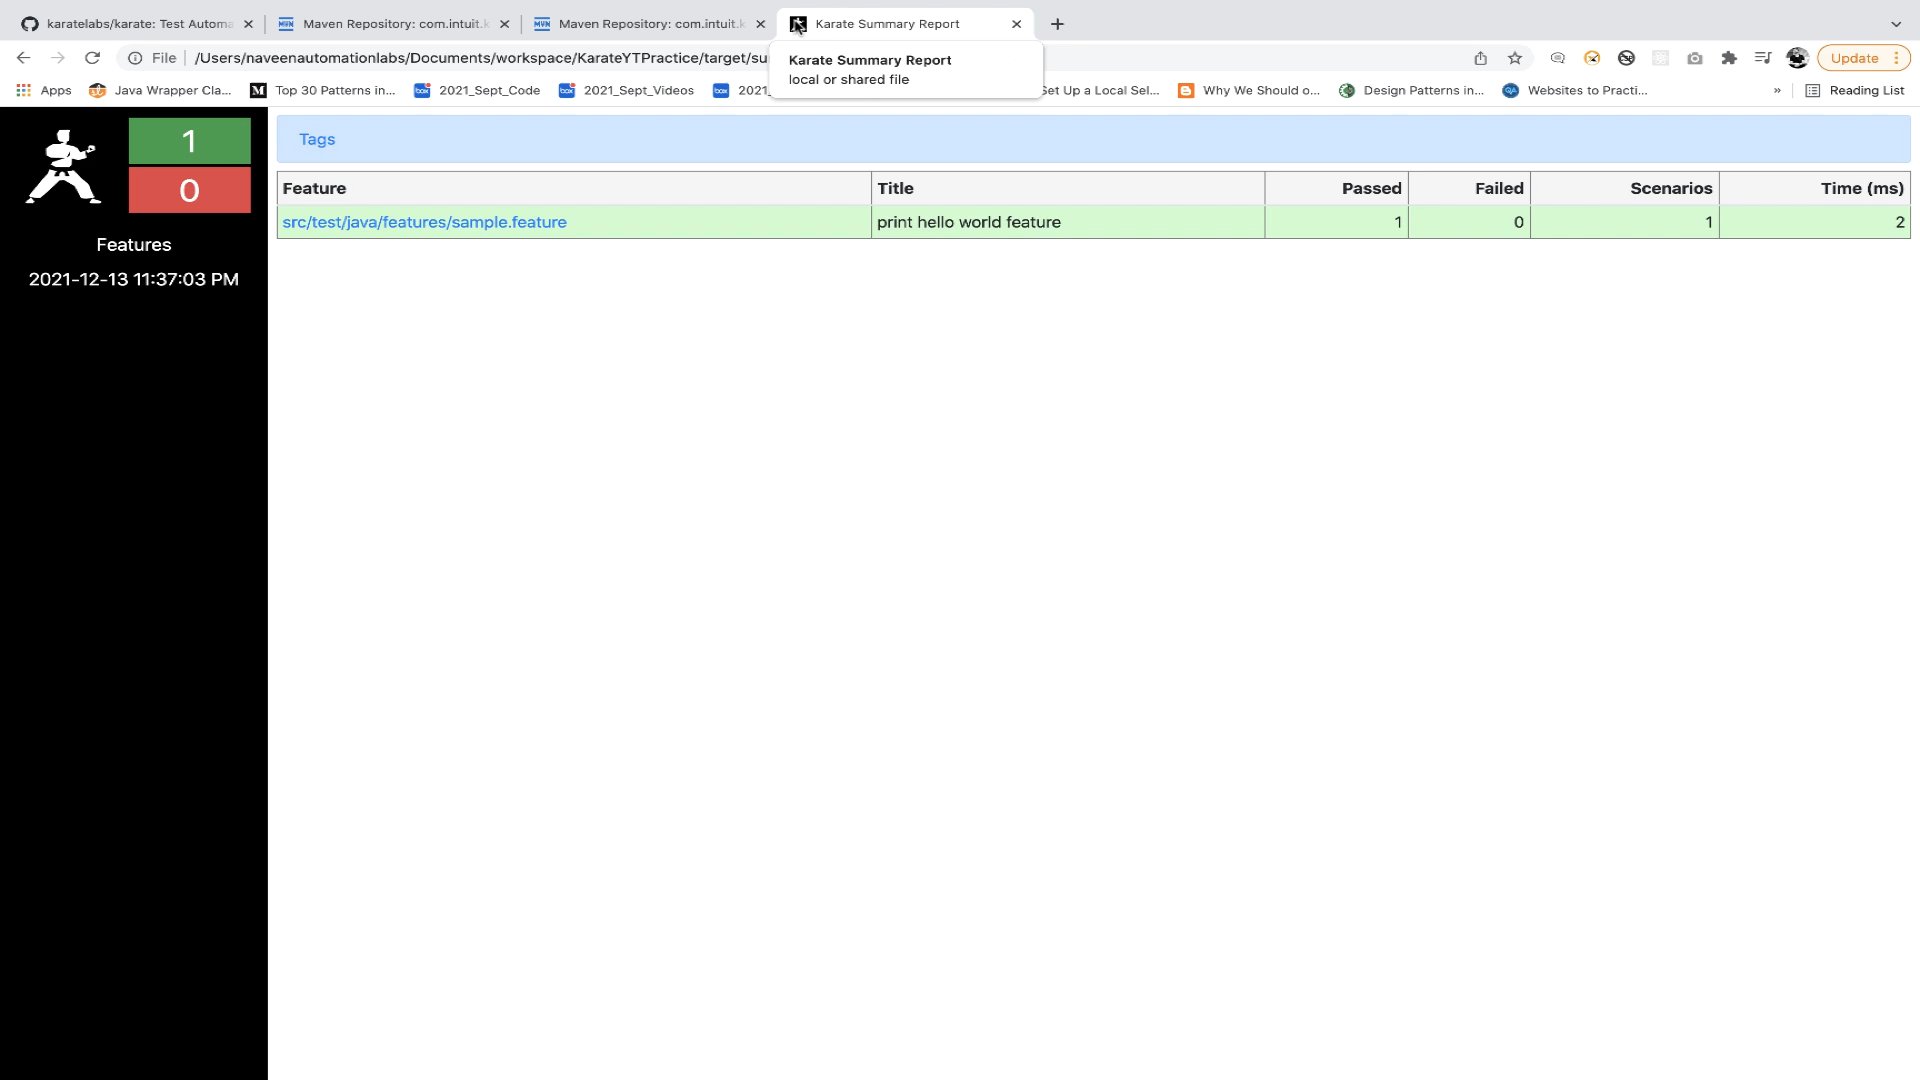 karatelabs/karate: Test Automa
Maven Repository: com.intuit.k
Maven Repository: com.intuit.k
Karate Summary Report
File
/Users/naveenautomationlabs/Documents/workspace/KarateYTPractice/target/su
Karate Summary Report
local or shared file
Update
Apps
Java Wrapper Cla...
Top 30 Patterns in...
2021_Sept_Code
2021_Sept_Videos
2021_
Set Up a Local Sel...
Why We Should o...
Design Patterns in...
Websites to Practi...
»
Reading List
1
0
Features
2021-12-13 11:37:03 PM
Tags
Feature Title Passed Failed Scenarios Time (ms)
src/test/java/features/sample.feature print hello world feature 1 0 1 2